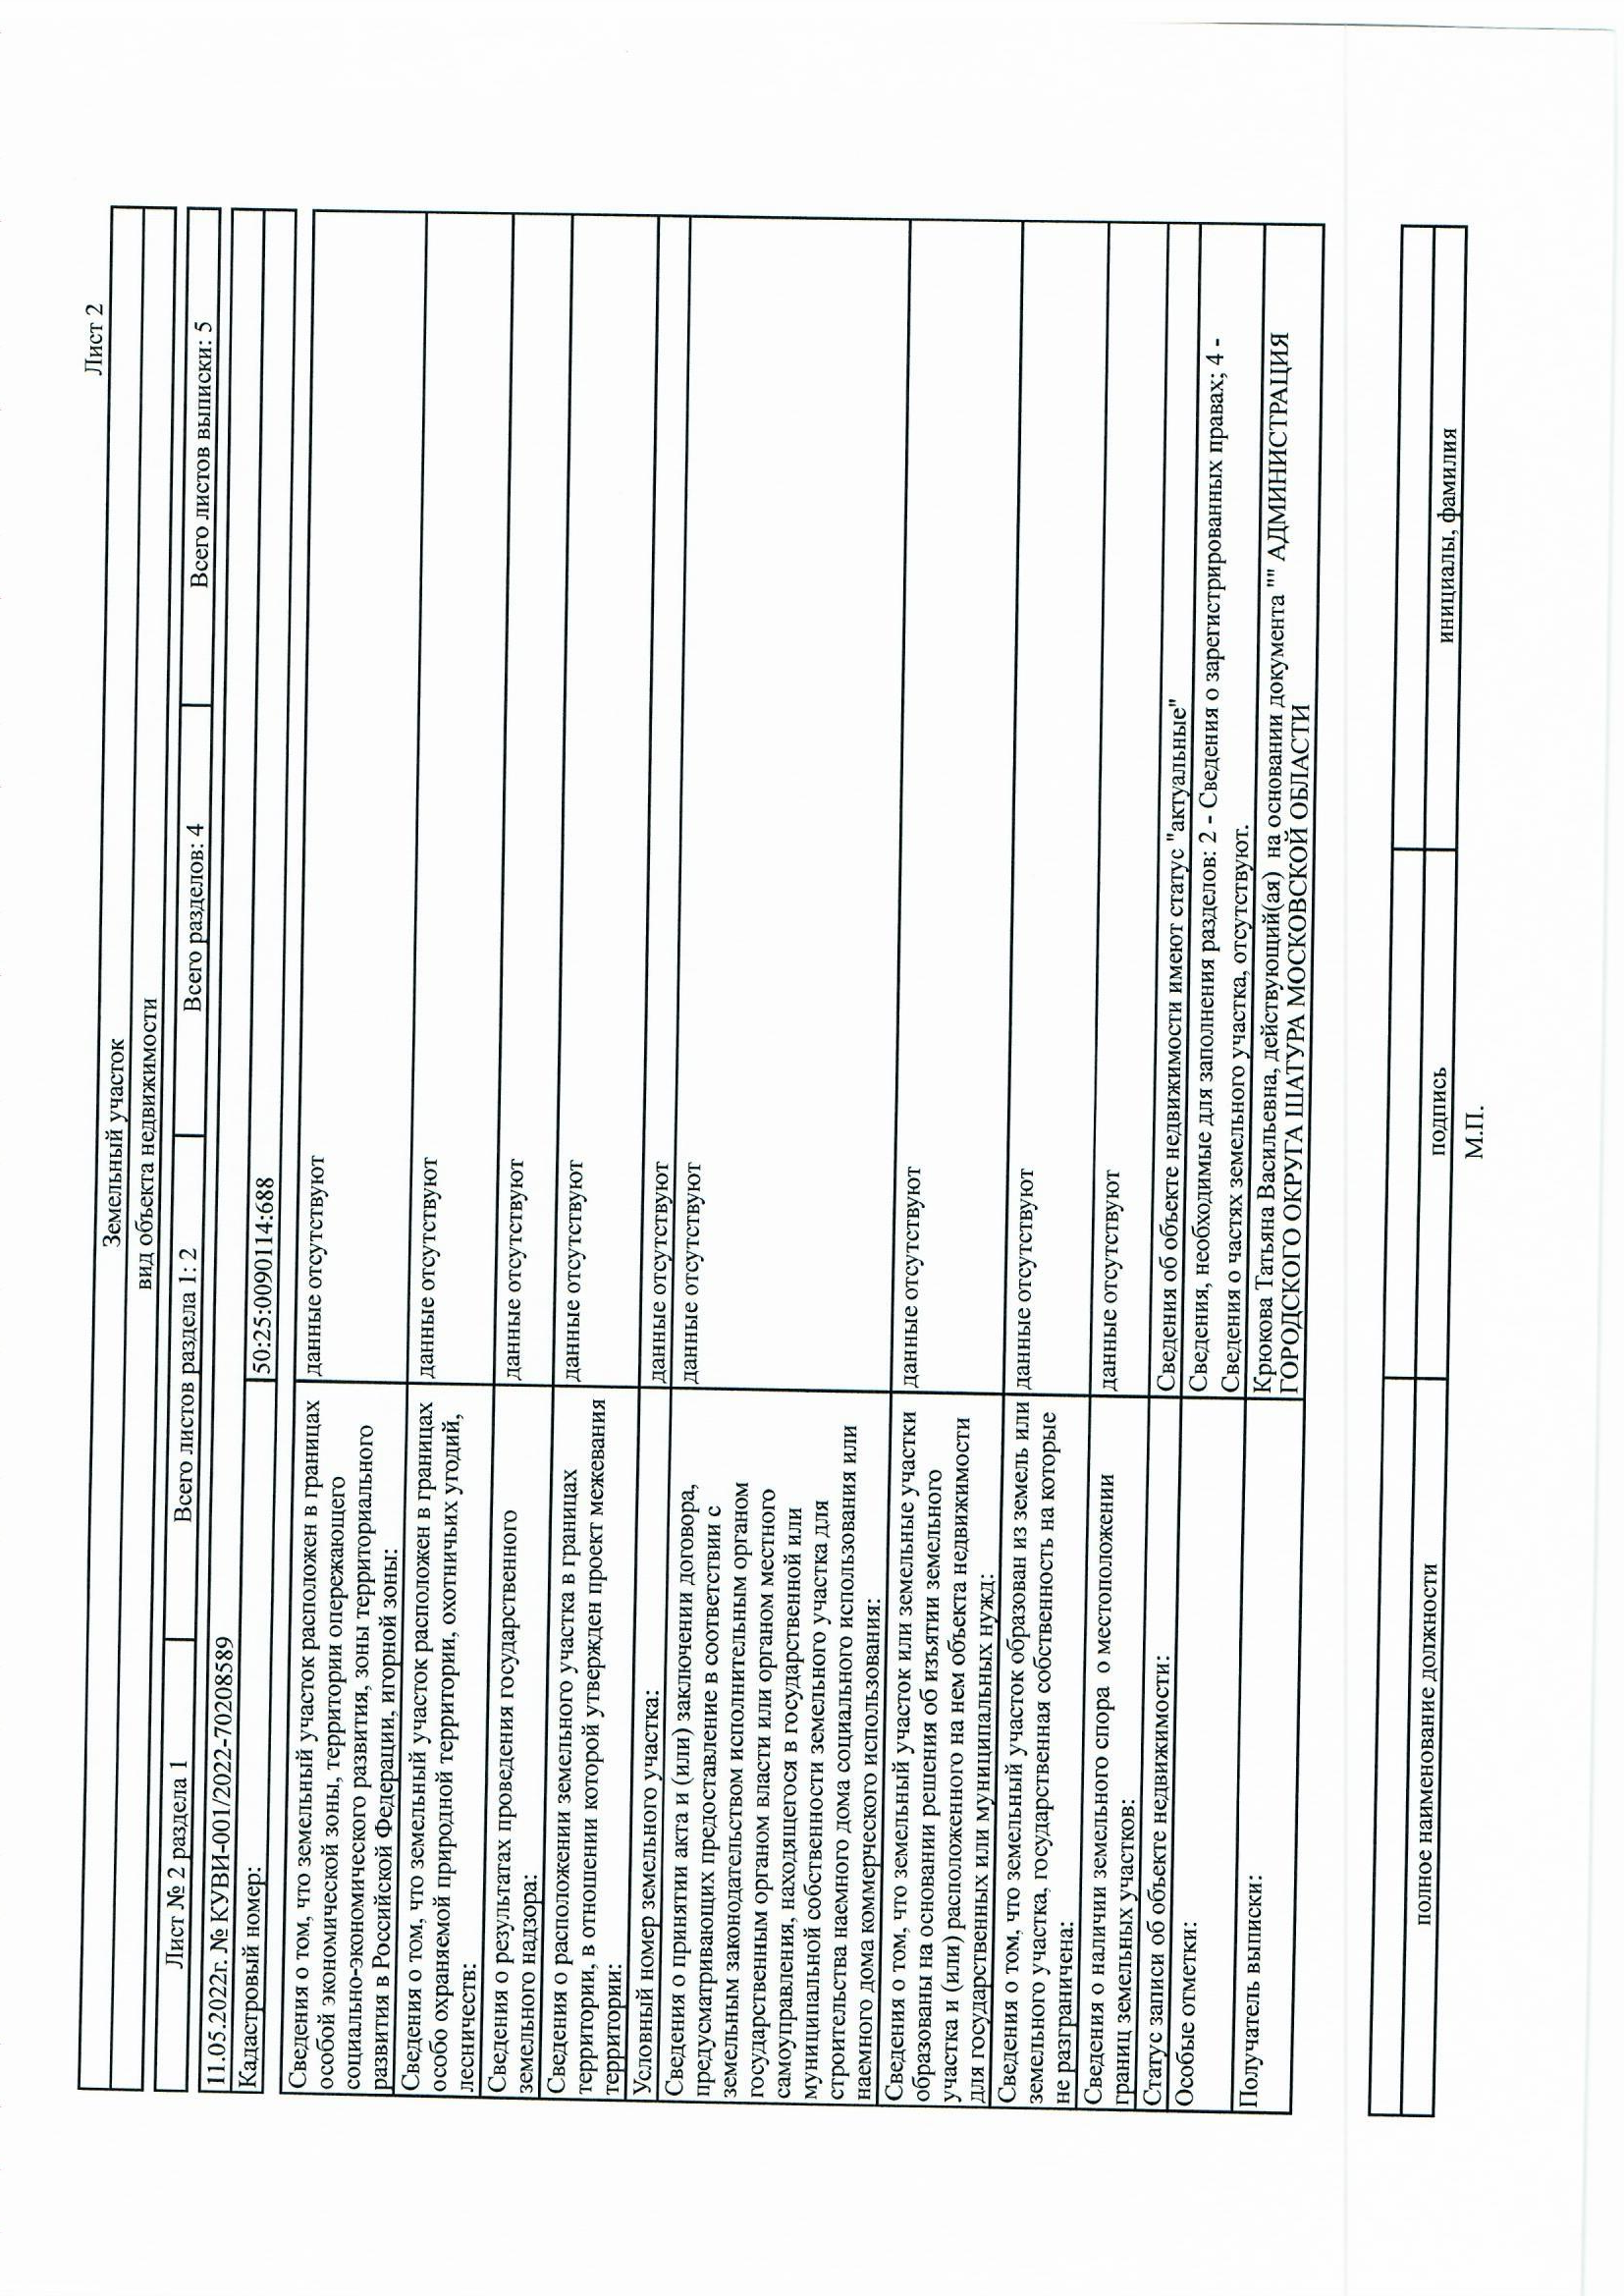 Лист 2
Земельный участок
вид объекта недвижимости
Лист № 2 раздела 1
Всего листов раздела 1: 2
Всего разделов: 4
Всего листов выписки: 5
11.05.2022г. № КУВИ-001/2022-70208589
Кадастровый номер:
50:25:0090114:688
Сведения о том, что земельный участок расположен в границах
особой экономической зоны, территории опережающего
социально-экономического развития, зоны территориального
развития в Российской Федерации, игорной зоны:
данные отсутствуют
Сведения о том, что земельный участок расположен в границах
особо охраняемой природной территории, охотничьих угодий,
лесничеств:
данные отсутствуют
Сведения о результатах проведения государственного
земельного надзора:
данные отсутствуют
Сведения о расположении земельного участка в границах
территории, в отношении которой утвержден проект межевания
территории:
данные отсутствуют
Условный номер земельного участка:
данные отсутствуют
Сведения о принятии акта и (или) заключении договора,
предусматривающих предоставление в соответствии с
земельным законодательством исполнительным органом
государственным органом власти или органом местного
самоуправления, находящегося в государственной или
муниципальной собственности земельного участка для
строительства наемного дома социального использования или
наемного дома коммерческого использования:
данные отсутствуют
Сведения о том, что земельный участок или земельные участки
образованы на основании решения об изъятии земельного
участка и (или) расположенного на нем объекта недвижимости
для государственных или муниципальных нужд:
данные отсутствуют
Сведения о том, что земельный участок образован из земель или
земельного участка, государственная собственность на которые
не разграничена:
данные отсутствуют
Сведения о наличии земельного спора о местоположении
границ земельных участков:
данные отсутствуют
Статус записи об объекте недвижимости:
Сведения об объекте недвижимости имеют статус "актуальные"
Особые отметки:
Сведения, необходимые для заполнения разделов: 2 - Сведения о зарегистрированных правах; 4 -
Сведения о частях земельного участка, отсутствуют.
Получатель выписки:
Крюкова Татьяна Васильевна, действующий(ая) на основании документа "" АДМИНИСТРАЦИЯ
ГОРОДСКОГО ОКРУГА ШАТУРА МОСКОВСКОЙ ОБЛАСТИ
полное наименование должности
подпись
инициалы, фамилия
М.П.